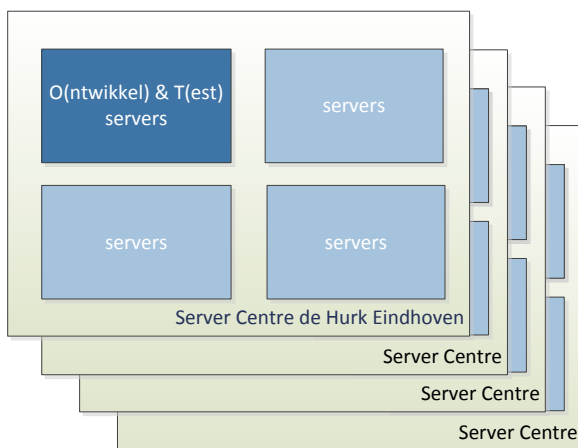 O(ntwikkel) & T(est)
servers
servers
servers
servers
Server Centre de Hurk Eindhoven
Server Centre
Server Centre
Server Centre